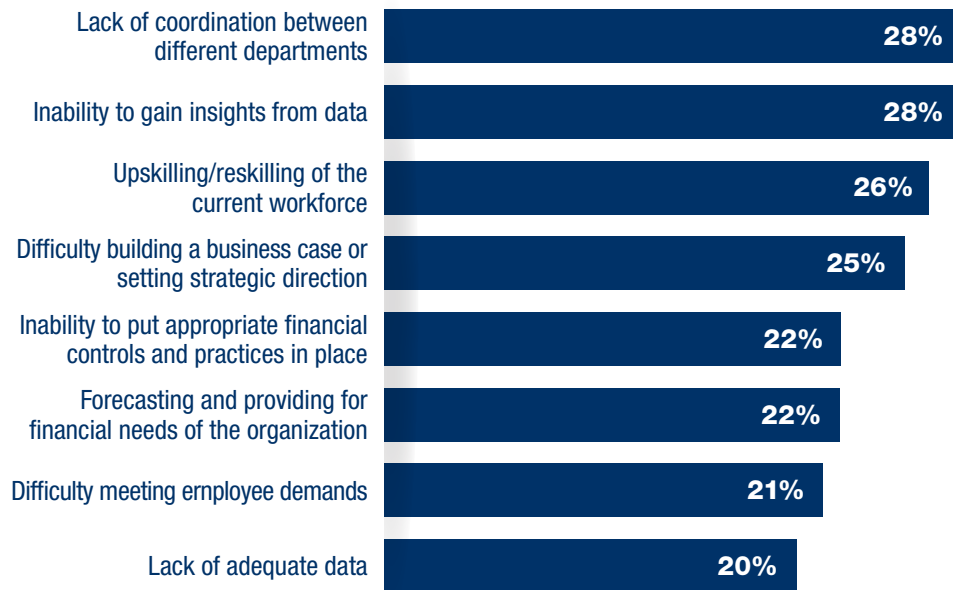 Lack of coordination between
different departments
28%
Inability to gain insights from data
28%
Upskilling/reskilling of the
current workforce
26%
Difficulty building a business case or
setting strategic direction
25%
Inability to put appropriate financial
controls and practices in place
22%
Forecasting and providing for
financial needs of the organization
22%
Difficulty meeting ernployee demands
21%
Lack of adequate data
20%